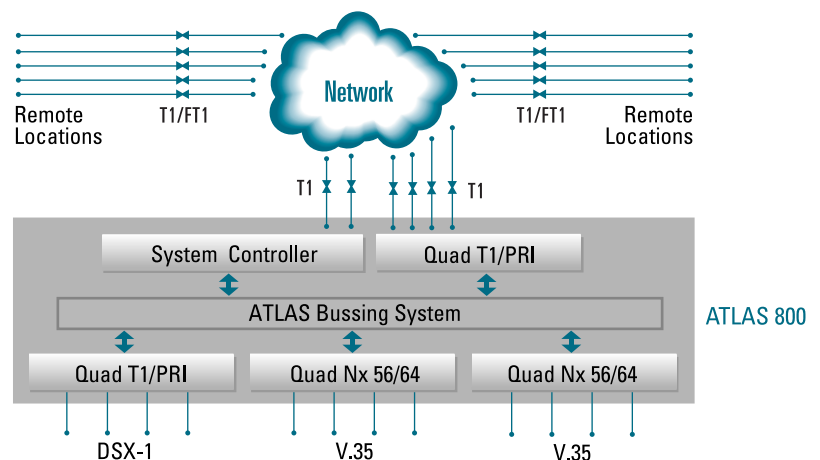 Network
Remote
Locations
T1/FT1
T1/FT1
Remote
Locations
T1
T1
System Controller
Quad T1/PRI
ATLAS Bussing System
ATLAS 800
Quad T1/PRI
Quad Nx 56/64
Quad Nx 56/64
DSX-1
V.35
V.35